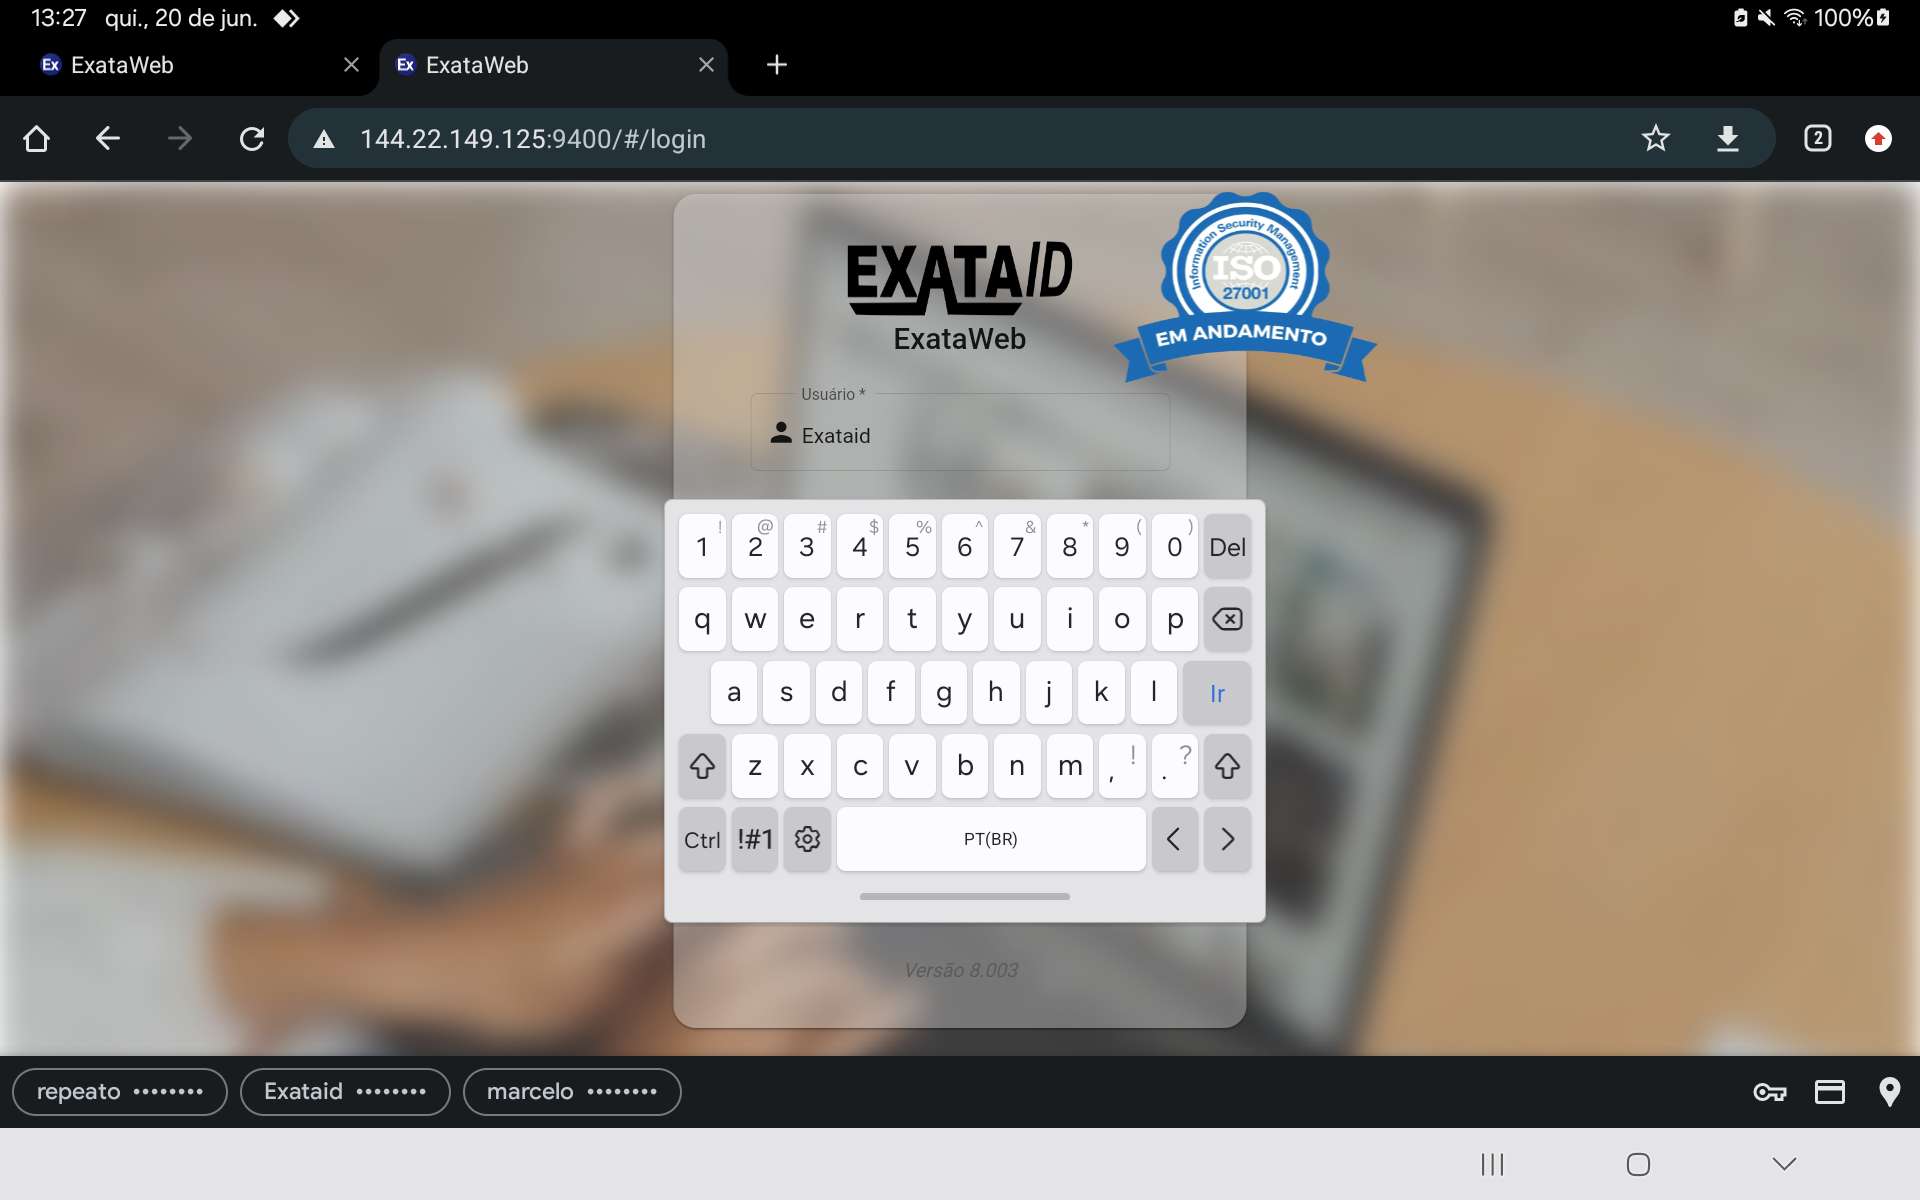 13:27 qui., 20 de jun. 100%
Ex ExataWeb
Ex ExataWeb
144.22.149.125:9400/#/login 2
EXATAID
ExataWeb
Information Security Management
ISO
27001
EM ANDAMENTO
Usuário *
Exataid
! @ # $ % ^ & * ( )
1 2 3 4 5 6 7 8 9 0 Del
q w e r t y u i o p
a s d f g h j k l Ir
z x c v b n m , ! . ?
Ctrl !#1 PT(BR) < >
Versão 8.003
repeato •••••••• Exataid •••••••• marcelo ••••••••